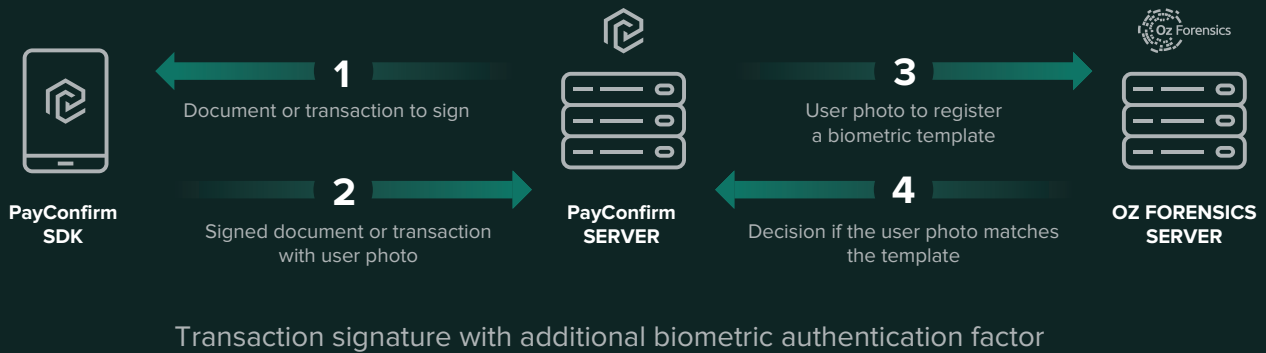 Oz Forensics
1
3
Document or transaction to sign
User photo to register
a biometric template
2
4
PayConfirm
SDK
PayConfirm
SERVER
OZ FORENSICS
SERVER
Signed document or transaction
with user photo
Decision if the user photo matches
the template
Transaction signature with additional biometric authentication factor